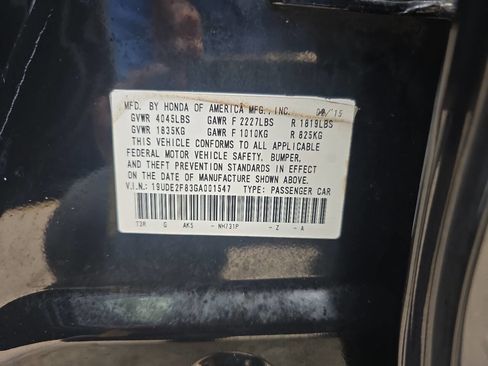 MFD. BY HONDA OF AMERICA MFG., INC. /15
GVWR 4045LBS GAWR F 2227LBS R 1819LBS
GVWR 1835KG GAWR F 1010KG R 825KG
THIS VEHICLE CONFORMS TO ALL APPLICABLE
FEDERAL MOTOR VEHICLE SAFETY, BUMPER,
AND THEFT PREVENTION STANDARDS IN EFFECT
ON THE DATE OF MANUFACTURE SHOWN ABOVE.
V.I.N.: 19UDE2F83GA001547 TYPE: PASSENGER CAR
T3R G AK5 - NH731P - Z - A